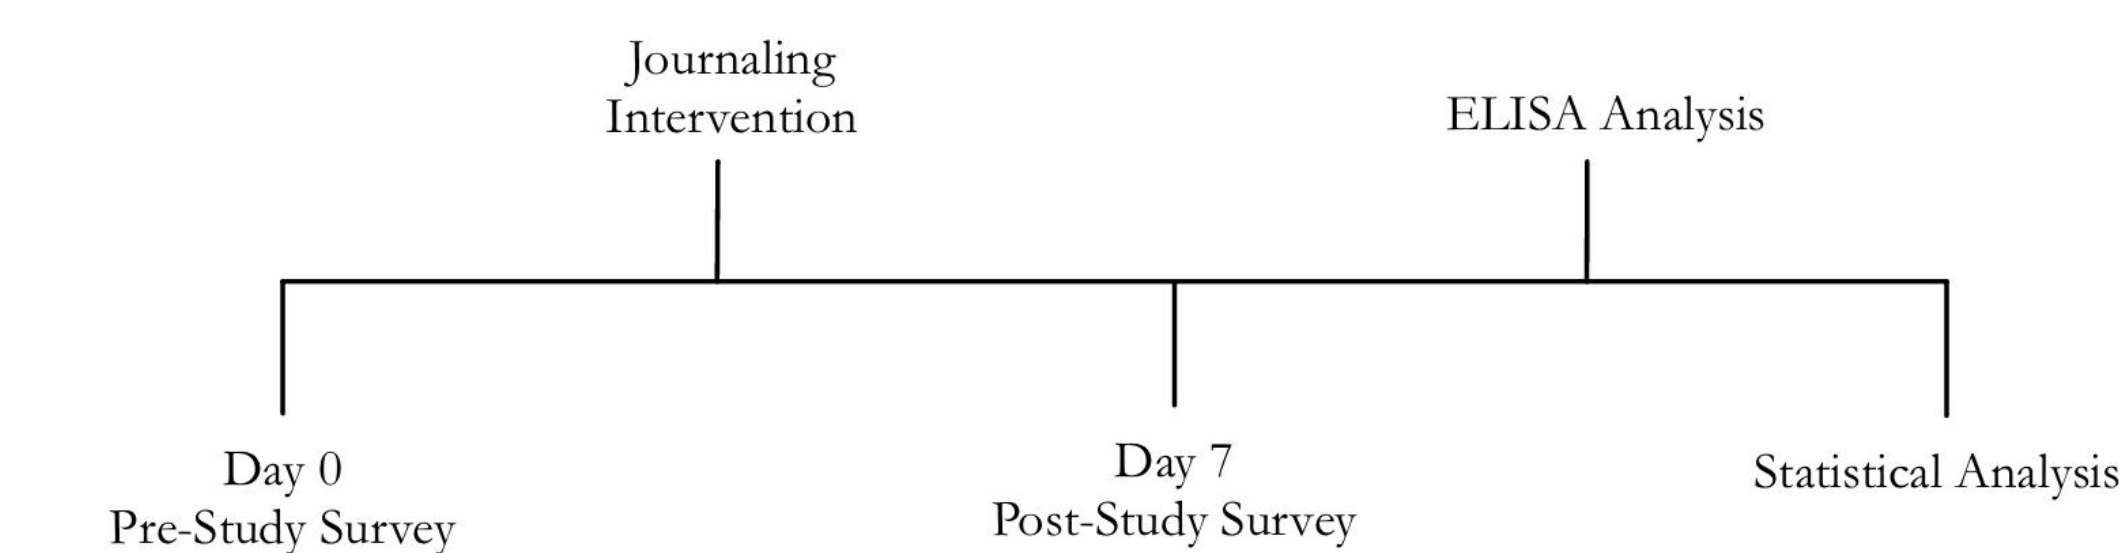 Journaling
Intervention
ELISA Analysis
Day 0
Pre-Study Survey
Day 7
Post-Study Survey
Statistical Analysis